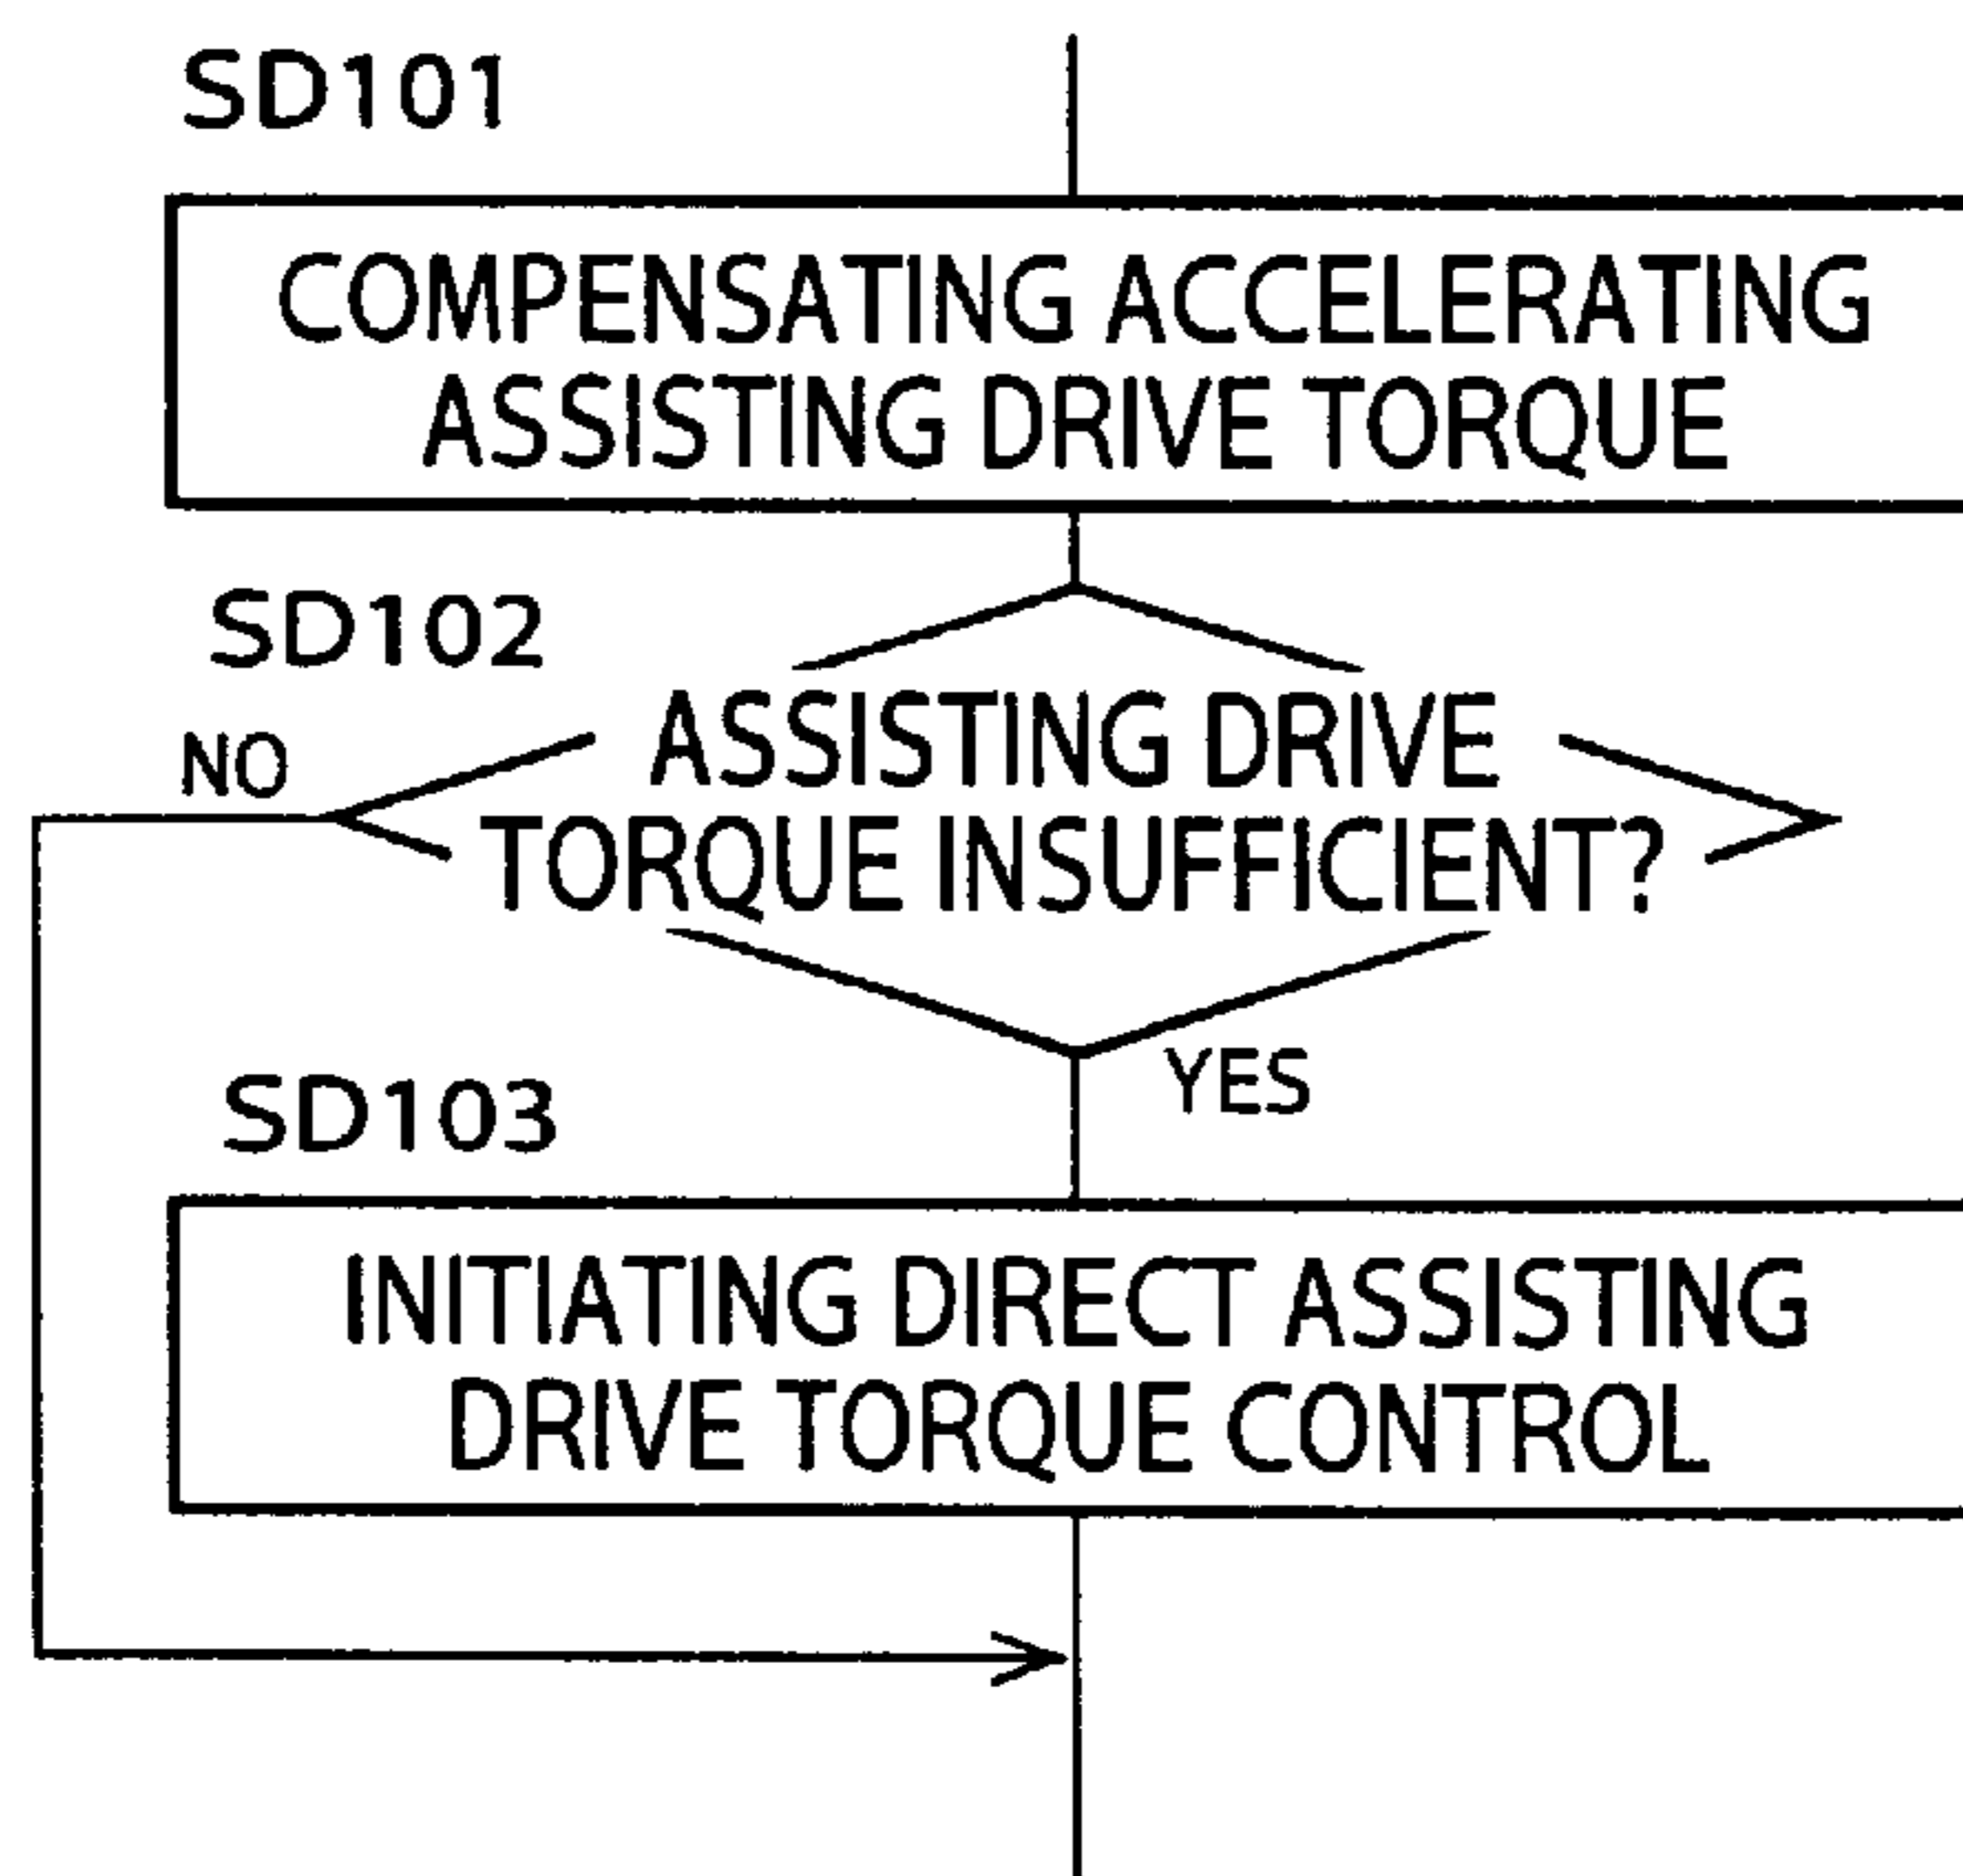 SD101
COMPENSATING ACCELERATING
ASSISTING DRIVE TORQUE
SD102
NO
ASSISTING DRIVE
TORQUE INSUFFICIENT?
YES
SD103
INITIATING DIRECT ASSISTING
DRIVE TORQUE CONTROL